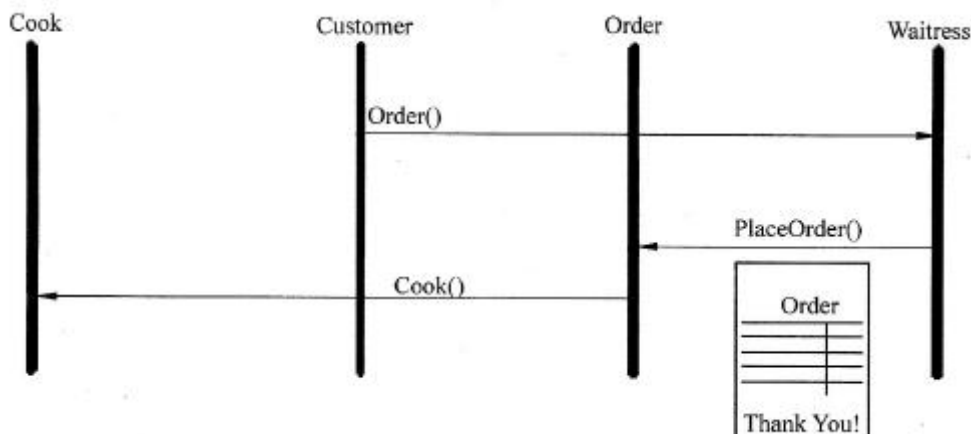 Cook
Customer
Order
Waitress
Order()
PlaceOrder()
Cook()
Order
Thank You!